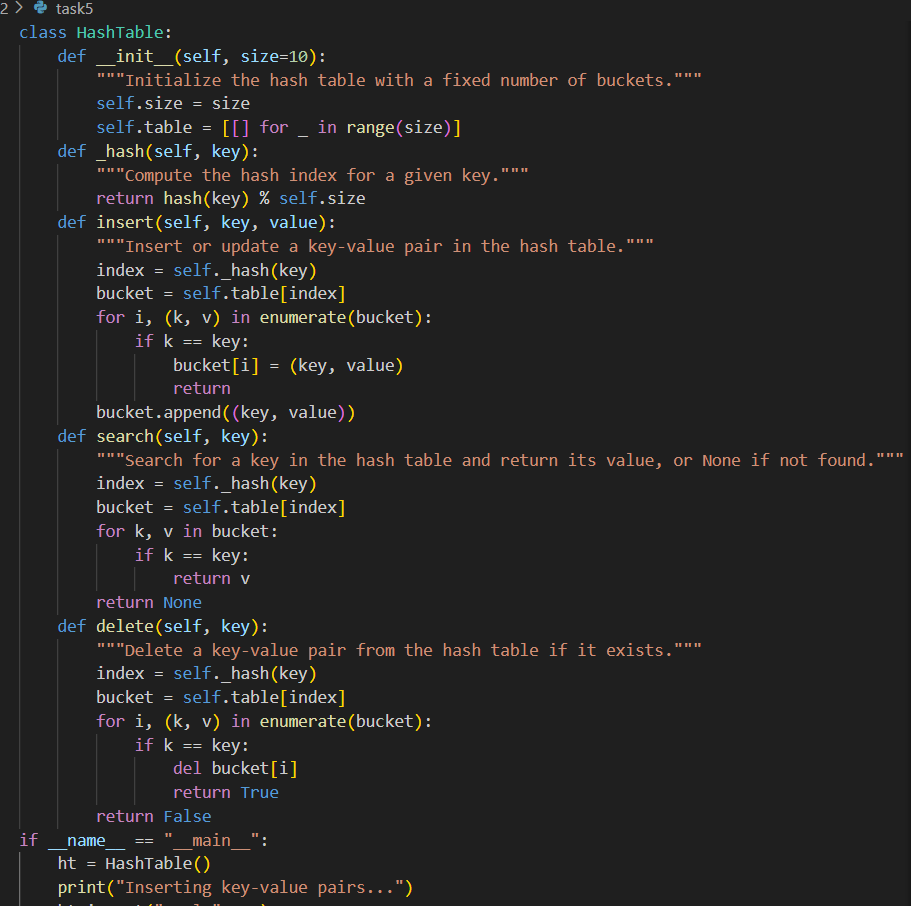 2 > task5
class HashTable:
    def __init__(self, size=10):
        """Initialize the hash table with a fixed number of buckets."""
        self.size = size
        self.table = [[] for _ in range(size)]
    def _hash(self, key):
        """Compute the hash index for a given key."""
        return hash(key) % self.size
    def insert(self, key, value):
        """Insert or update a key-value pair in the hash table."""
        index = self._hash(key)
        bucket = self.table[index]
        for i, (k, v) in enumerate(bucket):
            if k == key:
                bucket[i] = (key, value)
                return
        bucket.append((key, value))
    def search(self, key):
        """Search for a key in the hash table and return its value, or None if not found."""
        index = self._hash(key)
        bucket = self.table[index]
        for k, v in bucket:
            if k == key:
                return v
        return None
    def delete(self, key):
        """Delete a key-value pair from the hash table if it exists."""
        index = self._hash(key)
        bucket = self.table[index]
        for i, (k, v) in enumerate(bucket):
            if k == key:
                del bucket[i]
                return True
        return False
if __name__ == "__main__":
    ht = HashTable()
    print("Inserting key-value pairs...")